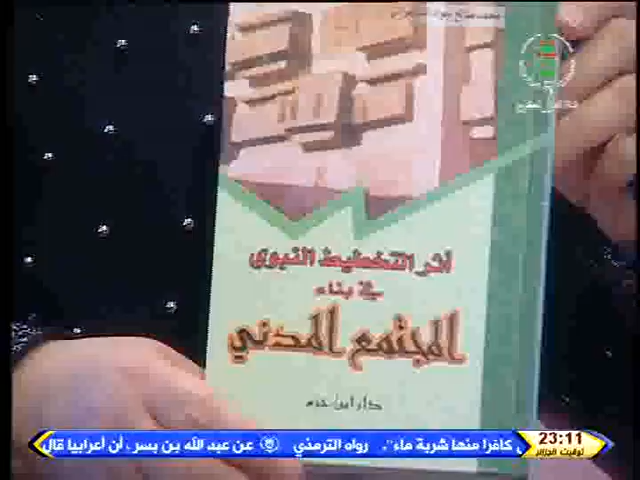 أثر التخطيط النبوي
في بناء
المجتمع المدني
دار ابن حزم
كافرا منها شربة ماء". رواه الترمذي
عن عبد الله بن بسر، أن أعرابيا قال
23:11
توقيت الجزائر